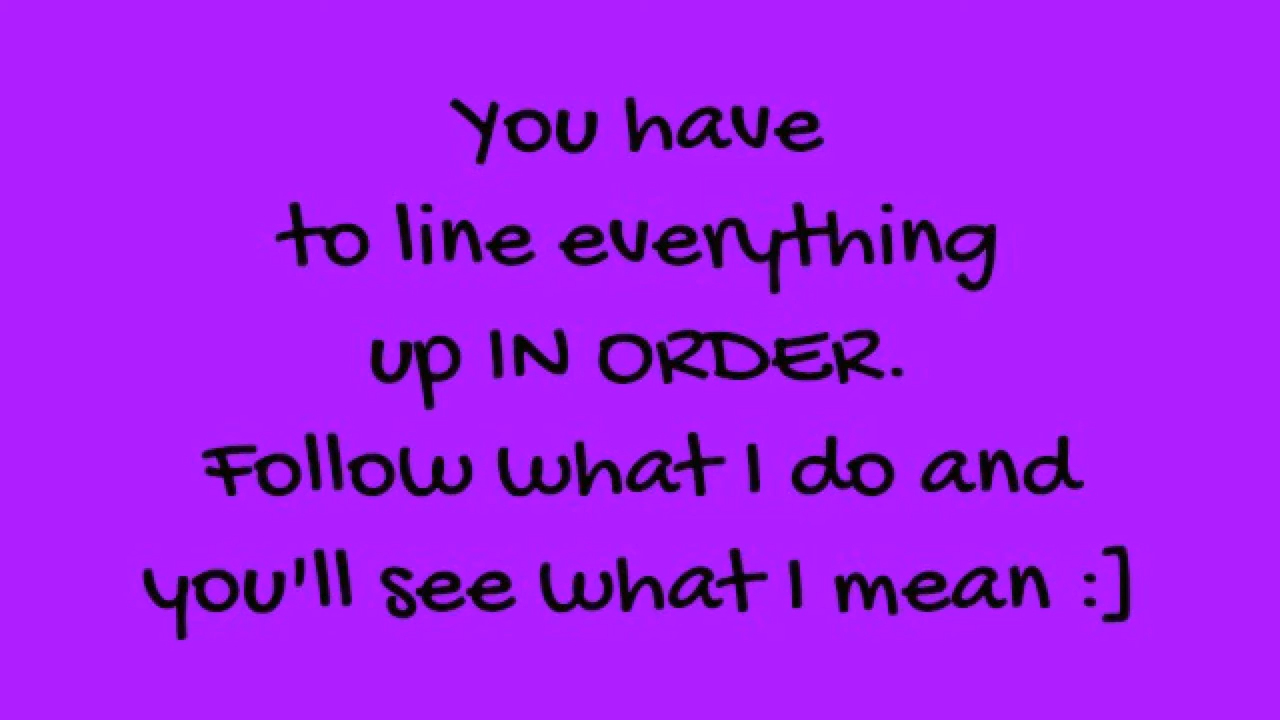 You have
to line everything
up IN ORDER.
Follow what I do and
you'll see what I mean :]